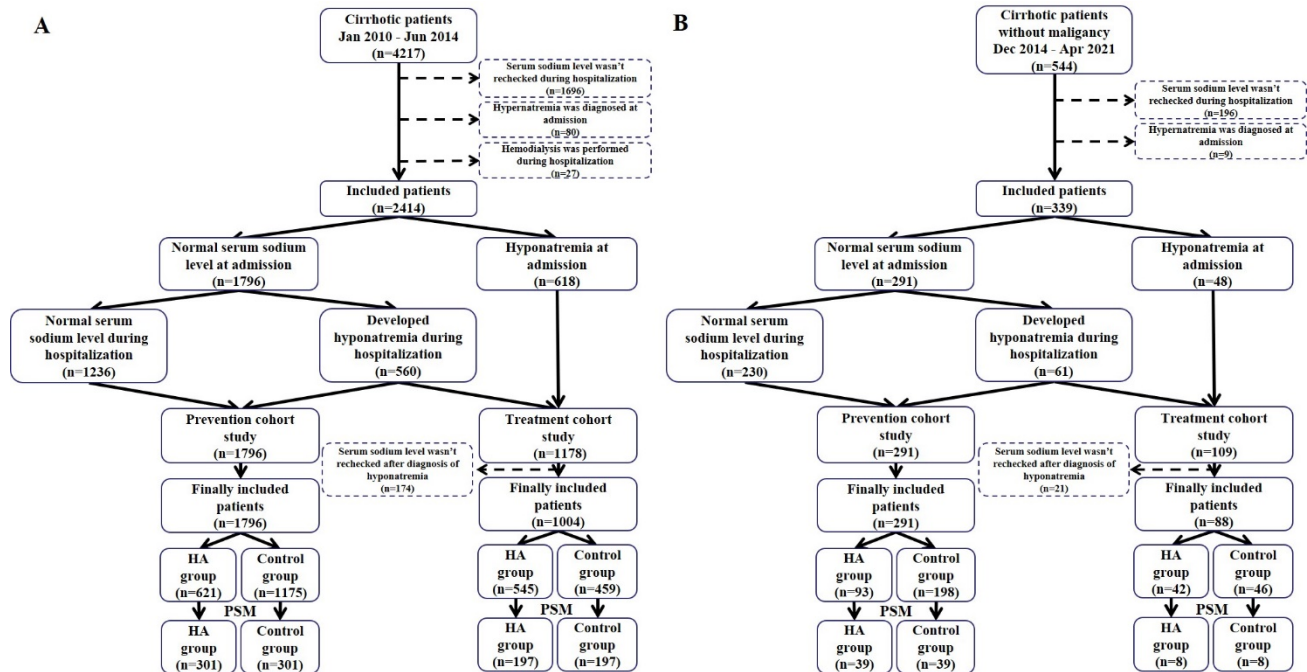 A
Cirrhotic patients
Jan 2010 - Jun 2014
(n=4217)
Serum sodium level wasn't
rechecked during hospitalization
(n=1696)
Hypernatremia was diagnosed at
admission
(n=80)
Hemodialysis was performed
during hospitalization
(n=27)
Included patients
(n=2414)
Normal serum sodium
level at admission
(n=1796)
Hyponatremia at
admission
(n=618)
Normal serum
sodium level during
hospitalization
(n=1236)
Developed
hyponatremia during
hospitalization
(n=560)
Prevention cohort
study
(n=1796)
Treatment cohort
study
(n=1178)
Serum sodium level wasn't
rechecked after diagnosis of
hyponatremia
(n=174)
Finally included
patients
(n=1796)
Finally included
patients
(n=1004)
HA
group
(n=621)
Control
group
(n=1175)
HA
group
(n=545)
Control
group
(n=459)
PSM
PSM
HA
group
(n=301)
Control
group
(n=301)
HA
group
(n=197)
Control
group
(n=197)
B
Cirrhotic patients
without maligancy
Dec 2014 - Apr 2021
(n=544)
Serum sodium level wasn't
rechecked during hospitalization
(n=196)
Hypernatremia was diagnosed at
admission
(n=9)
Included patients
(n=339)
Normal serum sodium
level at admission
(n=291)
Hyponatremia at
admission
(n=48)
Normal serum
sodium level during
hospitalization
(n=230)
Developed
hyponatremia during
hospitalization
(n=61)
Prevention cohort
study
(n=291)
Treatment cohort
study
(n=109)
Serum sodium level wasn't
rechecked after diagnosis of
hyponatremia
(n=21)
Finally included
patients
(n=291)
Finally included
patients
(n=88)
HA
group
(n=93)
Control
group
(n=198)
HA
group
(n=42)
Control
group
(n=46)
PSM
PSM
HA
group
(n=39)
Control
group
(n=39)
HA
group
(n=8)
Control
group
(n=8)